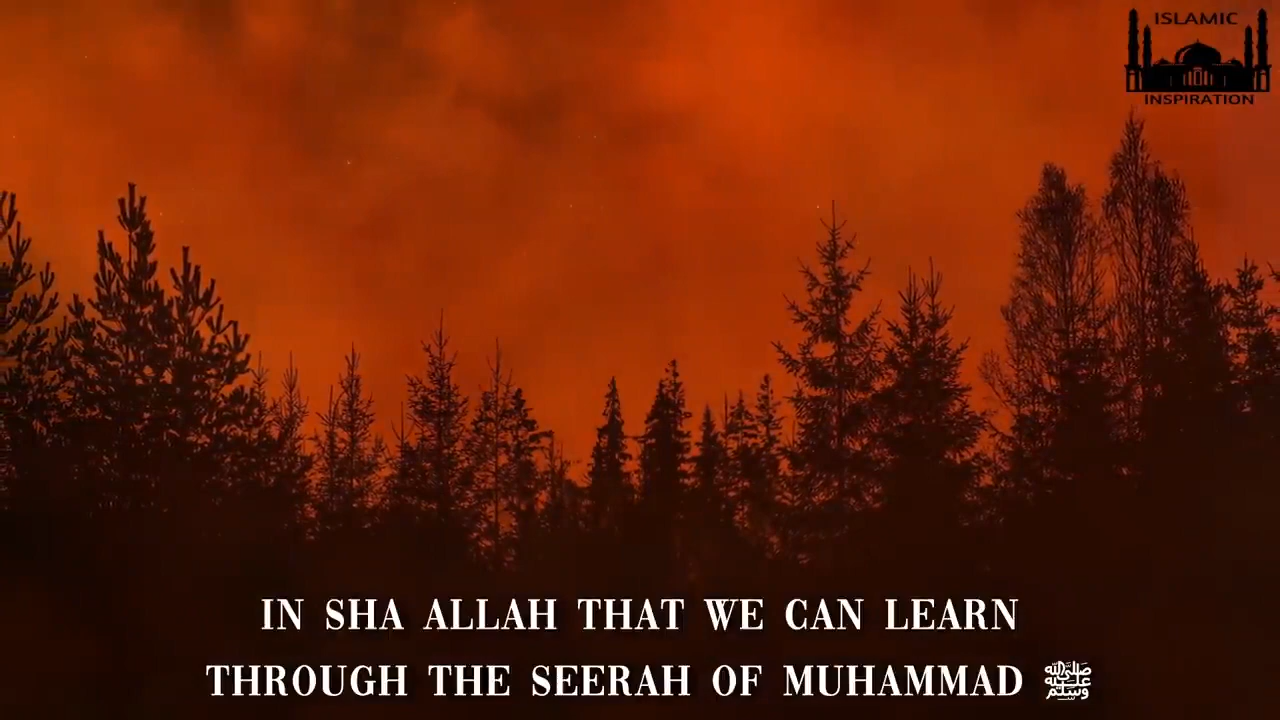 ISLAMIC
INSPIRATION
IN SHA ALLAH THAT WE CAN LEARN
THROUGH THE SEERAH OF MUHAMMAD ﷺ